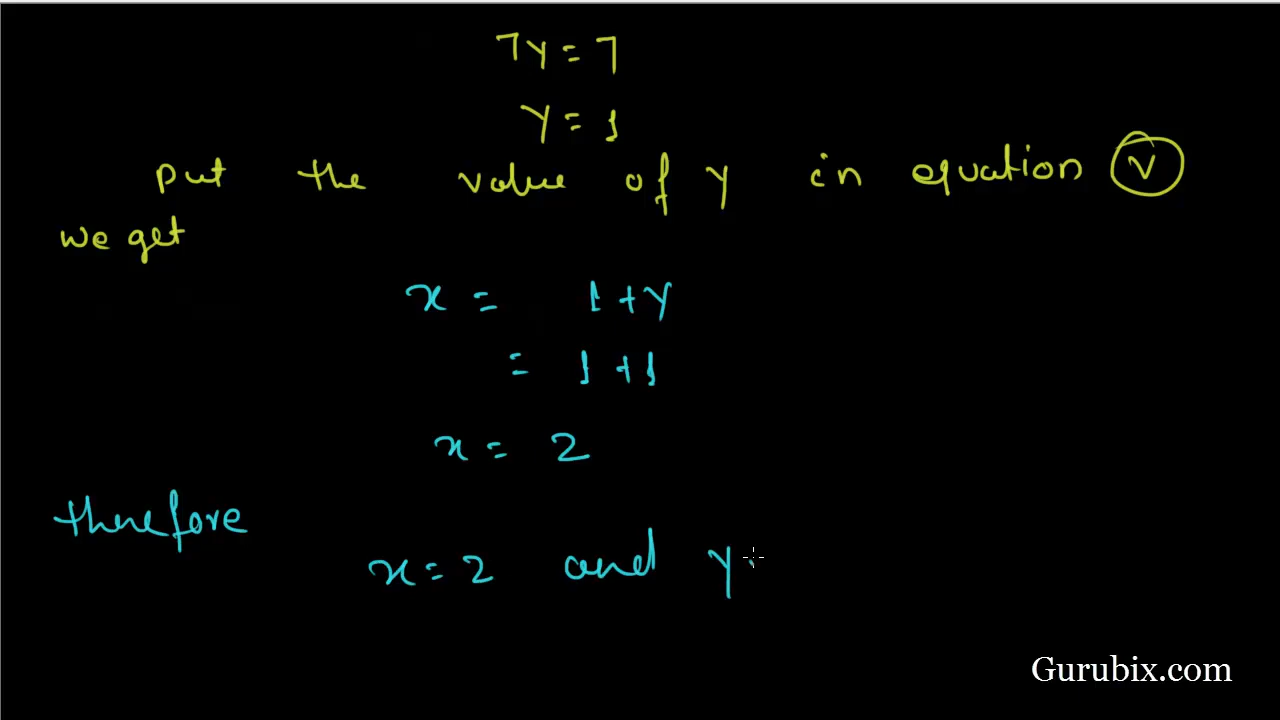 7y = 7
y = 1
put the value of y in equation (v)
we get
x = 1 + y
= 1 + 1
x = 2
therefore
x = 2 and y
Gurubix.com